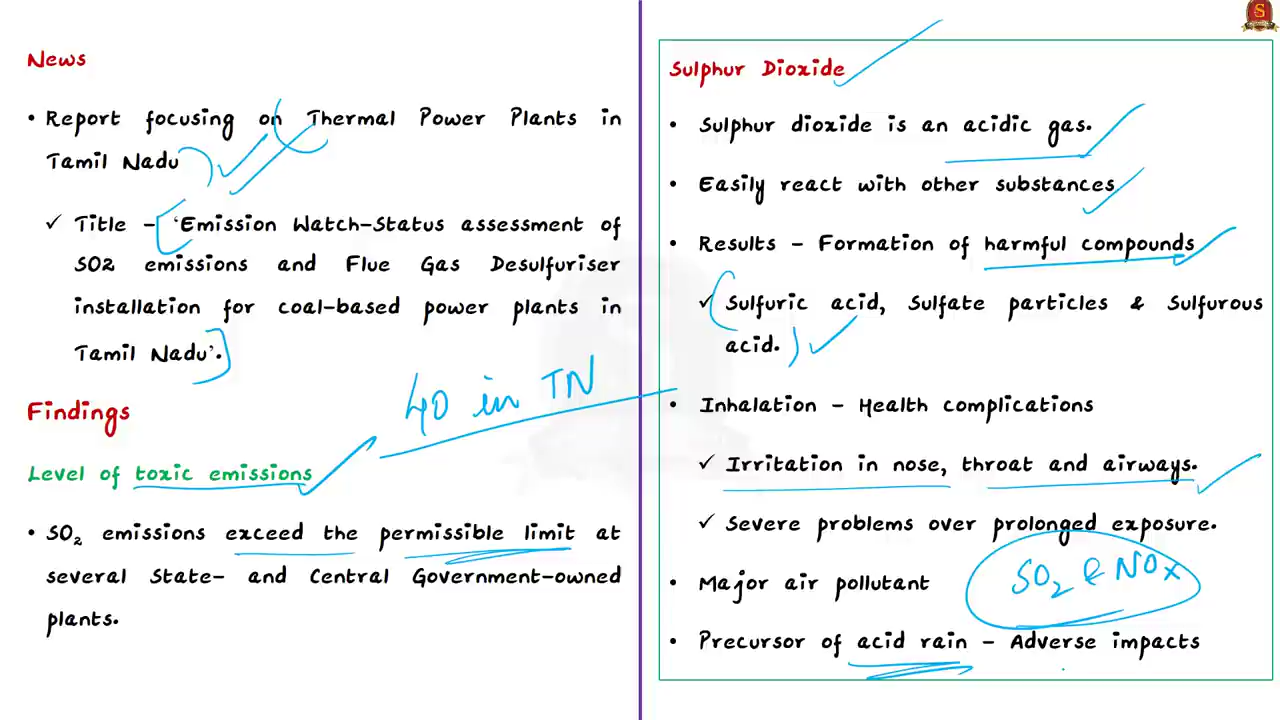 News
• Report focusing on Thermal Power Plants in
Tamil Nadu
✓ Title – 'Emission Watch-Status assessment of
SO2 emissions and Flue Gas Desulfuriser
installation for coal-based power plants in
Tamil Nadu'.
40 in TN
Findings
Level of toxic emissions
• SO₂ emissions exceed the permissible limit at
several State- and Central Government-owned
plants.
S
Sulphur Dioxide
• Sulphur dioxide is an acidic gas.
• Easily react with other substances
• Results – Formation of harmful compounds
✓ Sulfuric acid, Sulfate particles & Sulfurous
acid.
• Inhalation – Health complications
✓ Irritation in nose, throat and airways.
✓ Severe problems over prolonged exposure.
• Major air pollutant
SO₂ & NOx
• Precursor of acid rain – Adverse impacts